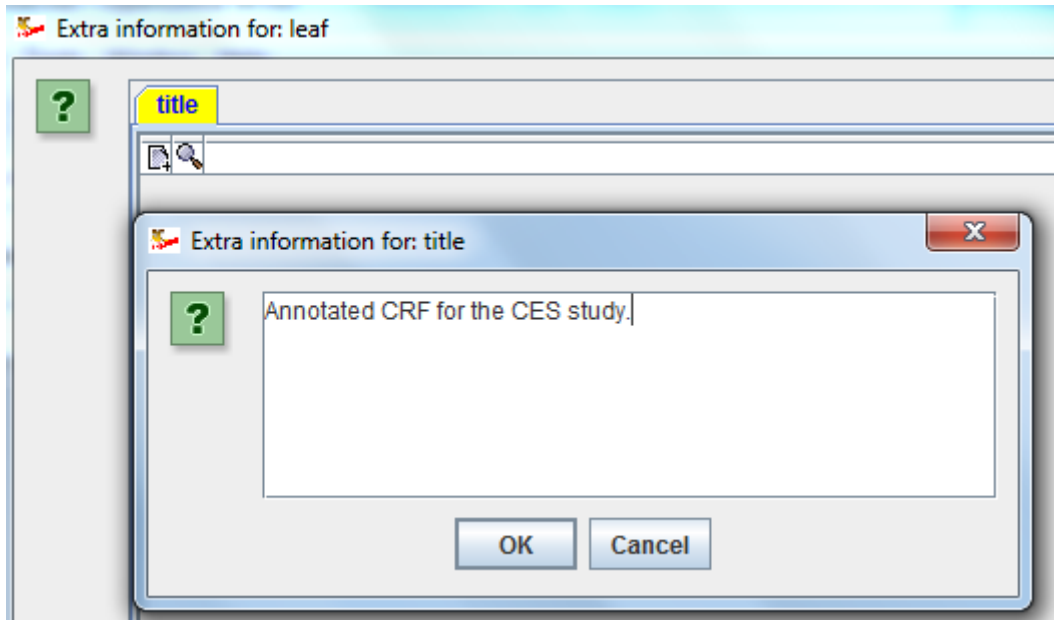 Extra information for: leaf
?
title
Extra information for: title
X
?
Annotated CRF for the CES study.
OK Cancel